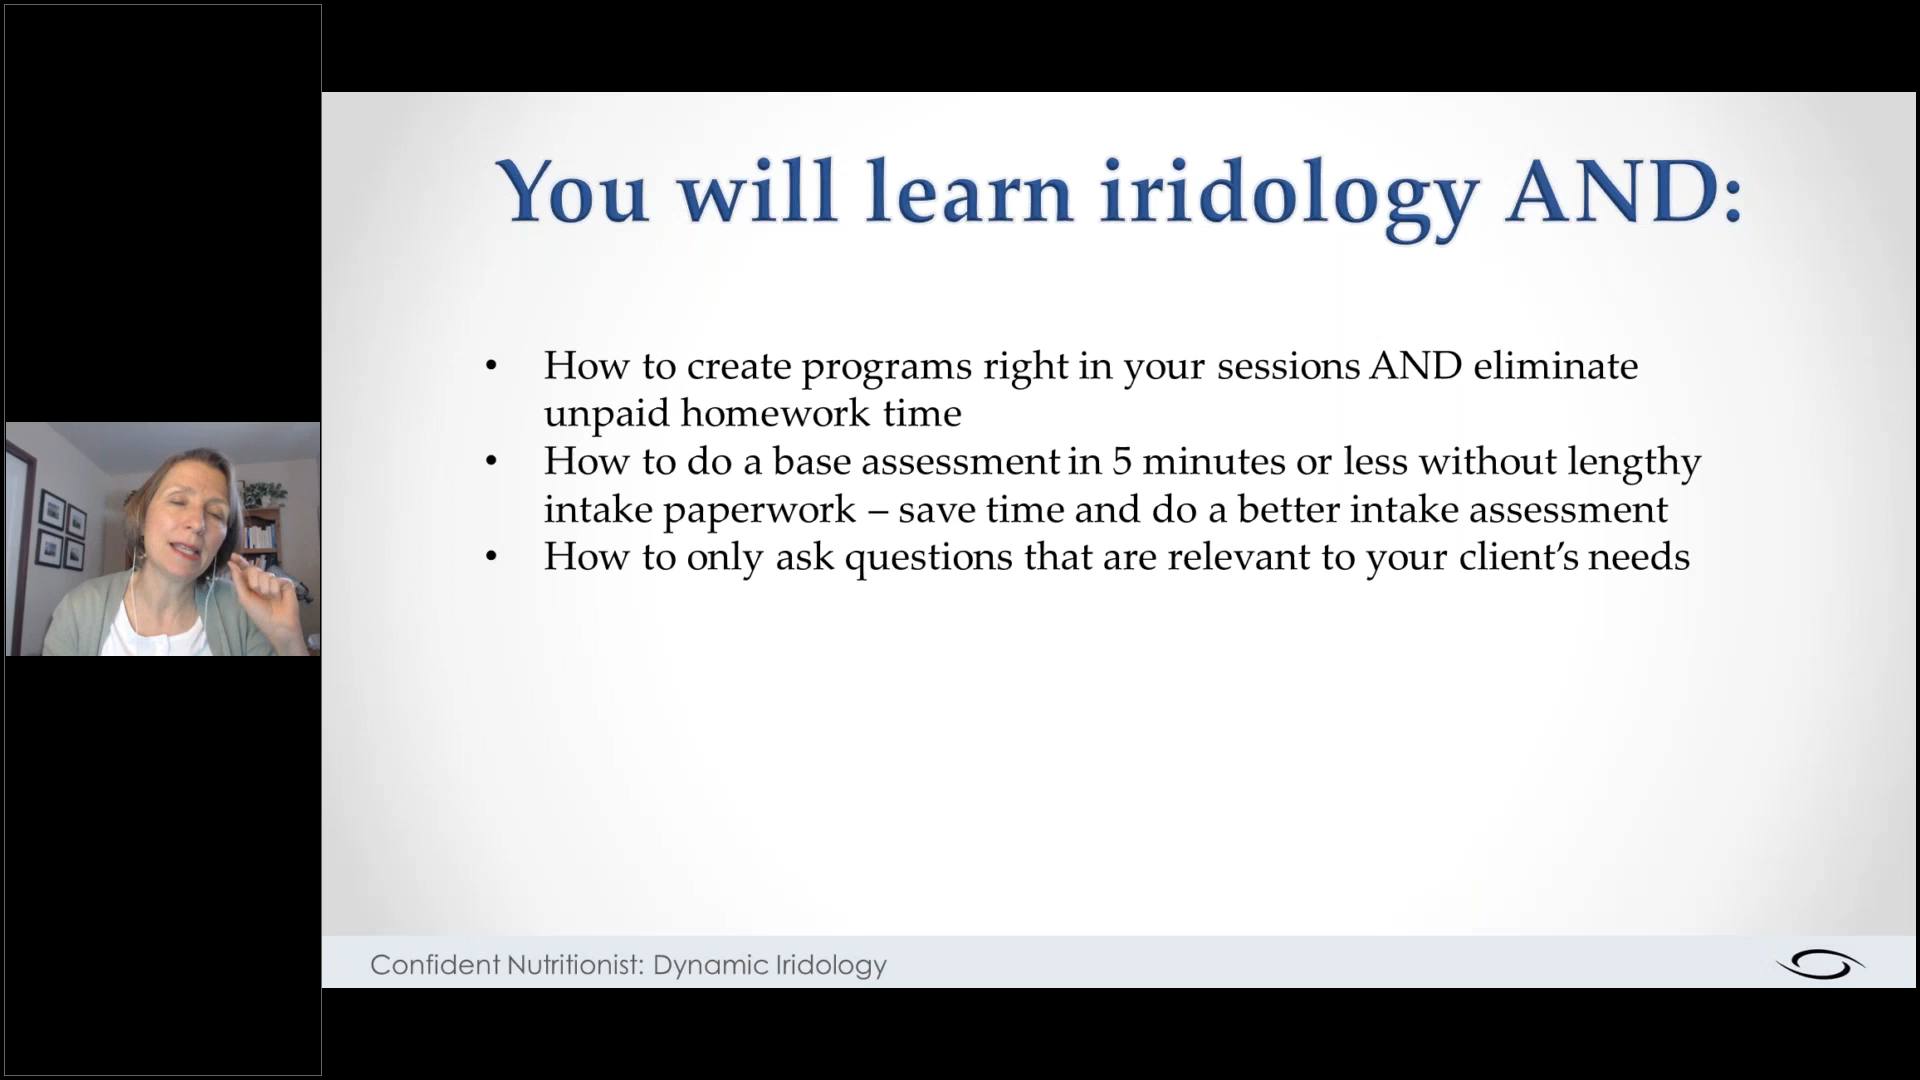 You will learn iridology AND:
• How to create programs right in your sessions AND eliminate
unpaid homework time
• How to do a base assessment in 5 minutes or less without lengthy
intake paperwork – save time and do a better intake assessment
• How to only ask questions that are relevant to your client’s needs
Confident Nutritionist: Dynamic Iridology